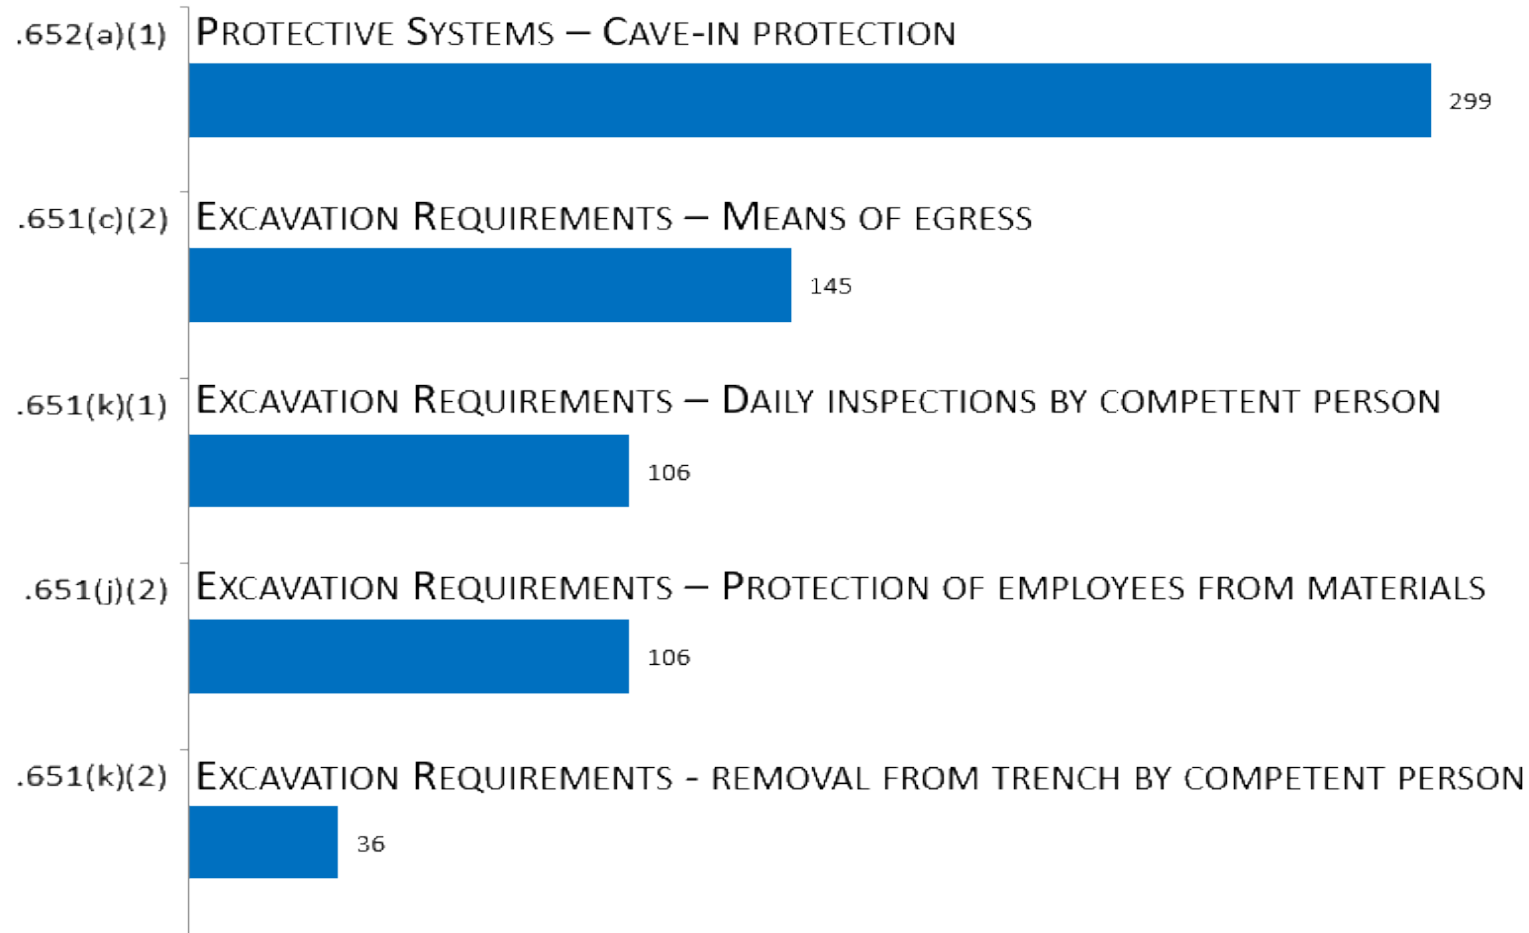 .652(a)(1) PROTECTIVE SYSTEMS – CAVE-IN PROTECTION
299
.651(c)(2) EXCAVATION REQUIREMENTS – MEANS OF EGRESS
145
.651(k)(1) EXCAVATION REQUIREMENTS – DAILY INSPECTIONS BY COMPETENT PERSON
106
.651(j)(2) EXCAVATION REQUIREMENTS – PROTECTION OF EMPLOYEES FROM MATERIALS
106
.651(k)(2) EXCAVATION REQUIREMENTS - REMOVAL FROM TRENCH BY COMPETENT PERSON
36